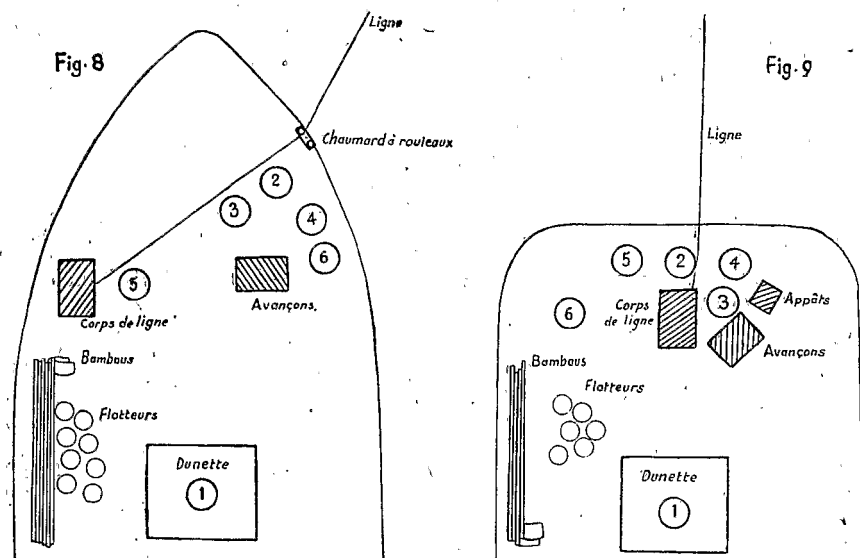 Fig. 8
Ligne
Chaumard à rouleaux
2
3
4
6
5
Avançons.
Corps de ligne
Bambous
Flotteurs
Dunette
1
Fig. 9
Ligne
5
2
4
6
Corps
de ligne
3
Appâts
Avançons
Bambous
Flotteurs
Dunette
1